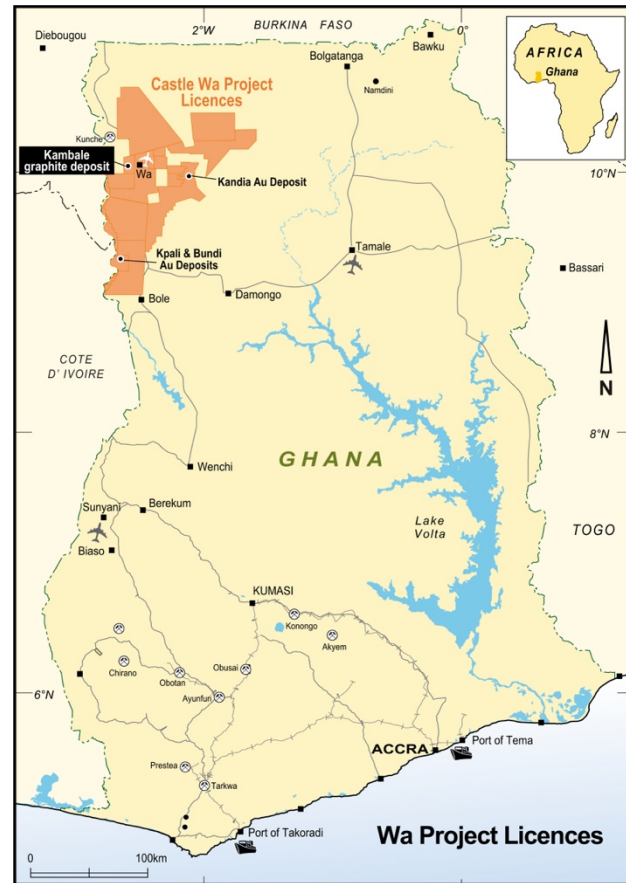 2°W
BURKINA FASO
0°
Diebougou
Bawku
Bolgatanga
Namdini
AFRICA
Ghana
Castle Wa Project
Licences
Kunche
Kambale
graphite deposit
Wa
10°N
Kandia Au Deposit
Kpali & Bundi
Au Deposits
Tamale
Bassari
Damongo
Bole
COTE
D' IVOIRE
N
8°N
GHANA
Wenchi
Sunyani
Berekum
Lake
Volta
TOGO
Biaso
KUMASI
Konongo
Akyem
Chirano
Obotan
Obusai
Ayunfuri
6°N
ACCRA
Port of Tema
Prestea
Tarkwa
Port of Takoradi
Wa Project Licences
0
100km